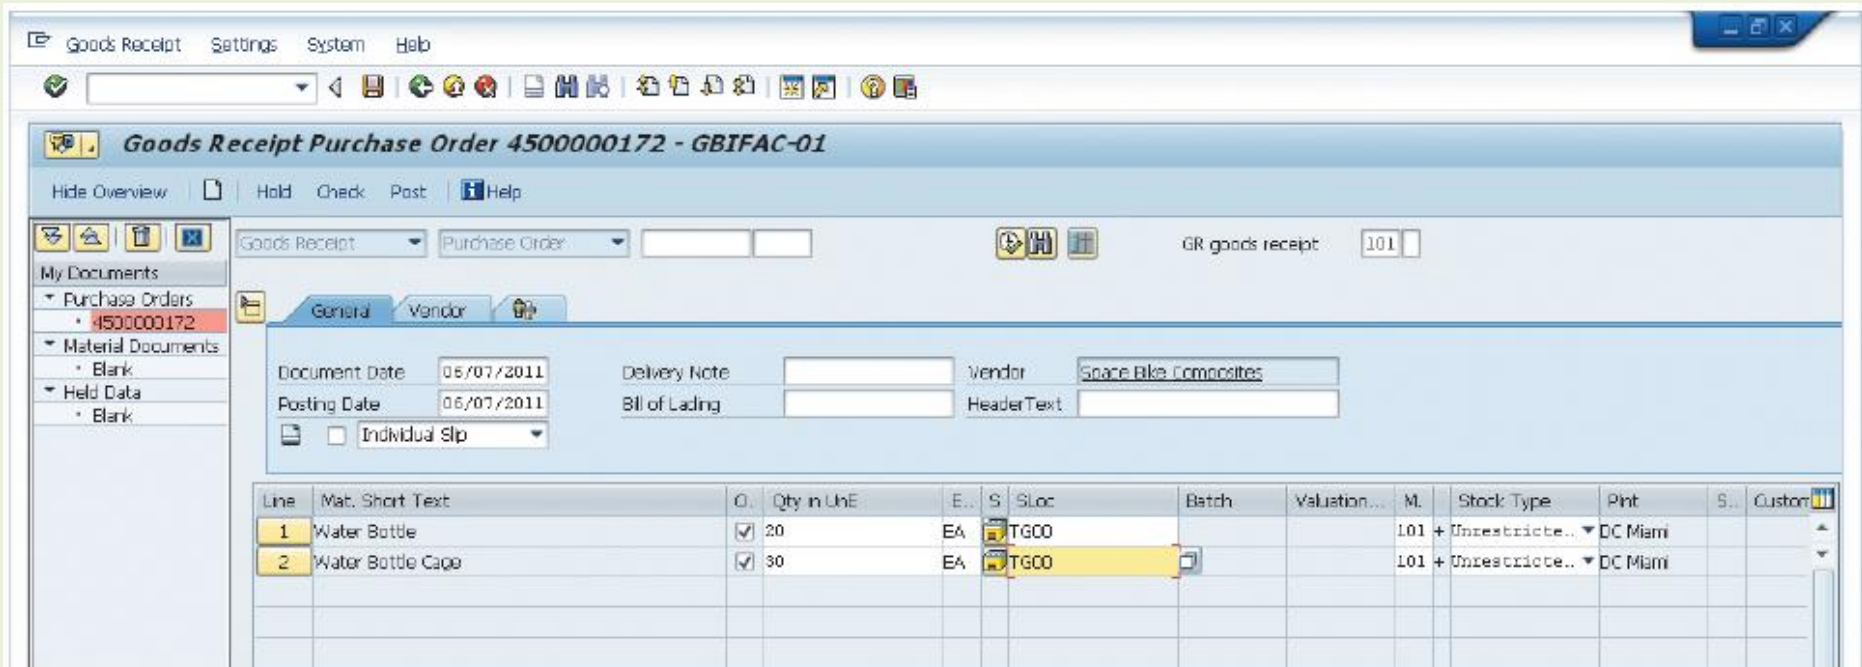 Goods Receipt Settings System Help
Goods Receipt Purchase Order 4500000172 - GBIFAC-01
Hide Overview Hold Check Post Help
Goods Receipt Purchase Order GR goods receipt 101
My Documents
Purchase Orders
4500000172
Material Documents
Blank
Held Data
Blank
General Vendor
Document Date 06/07/2011 Delivery Note Vendor Space Bike Composites
Posting Date 06/07/2011 Bill of Lading HeaderText
Individual Slip
Line Mat. Short Text O. Qty in UnE E.. S SLoc Batch Valuation... M. Stock Type Plnt S.. Custom
1 Water Bottle 20 EA TG00 101 + Unrestricte.. DC Miami
2 Water Bottle Cage 30 EA TG00 101 + Unrestricte.. DC Miami